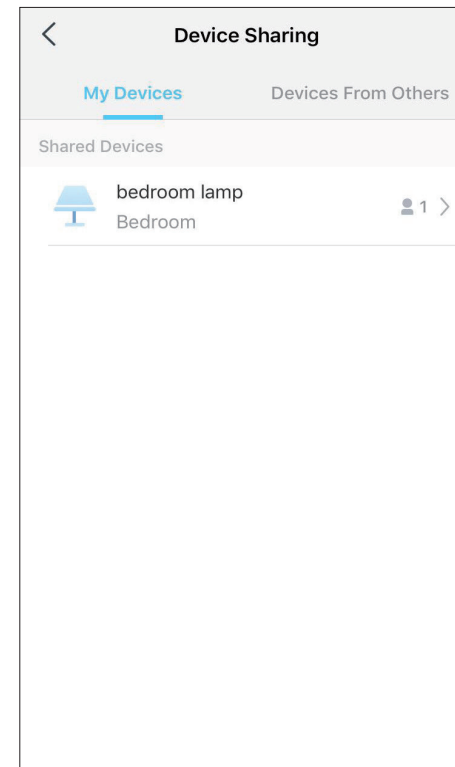 Device Sharing
My Devices Devices From Others
Shared Devices
bedroom lamp
Bedroom
1